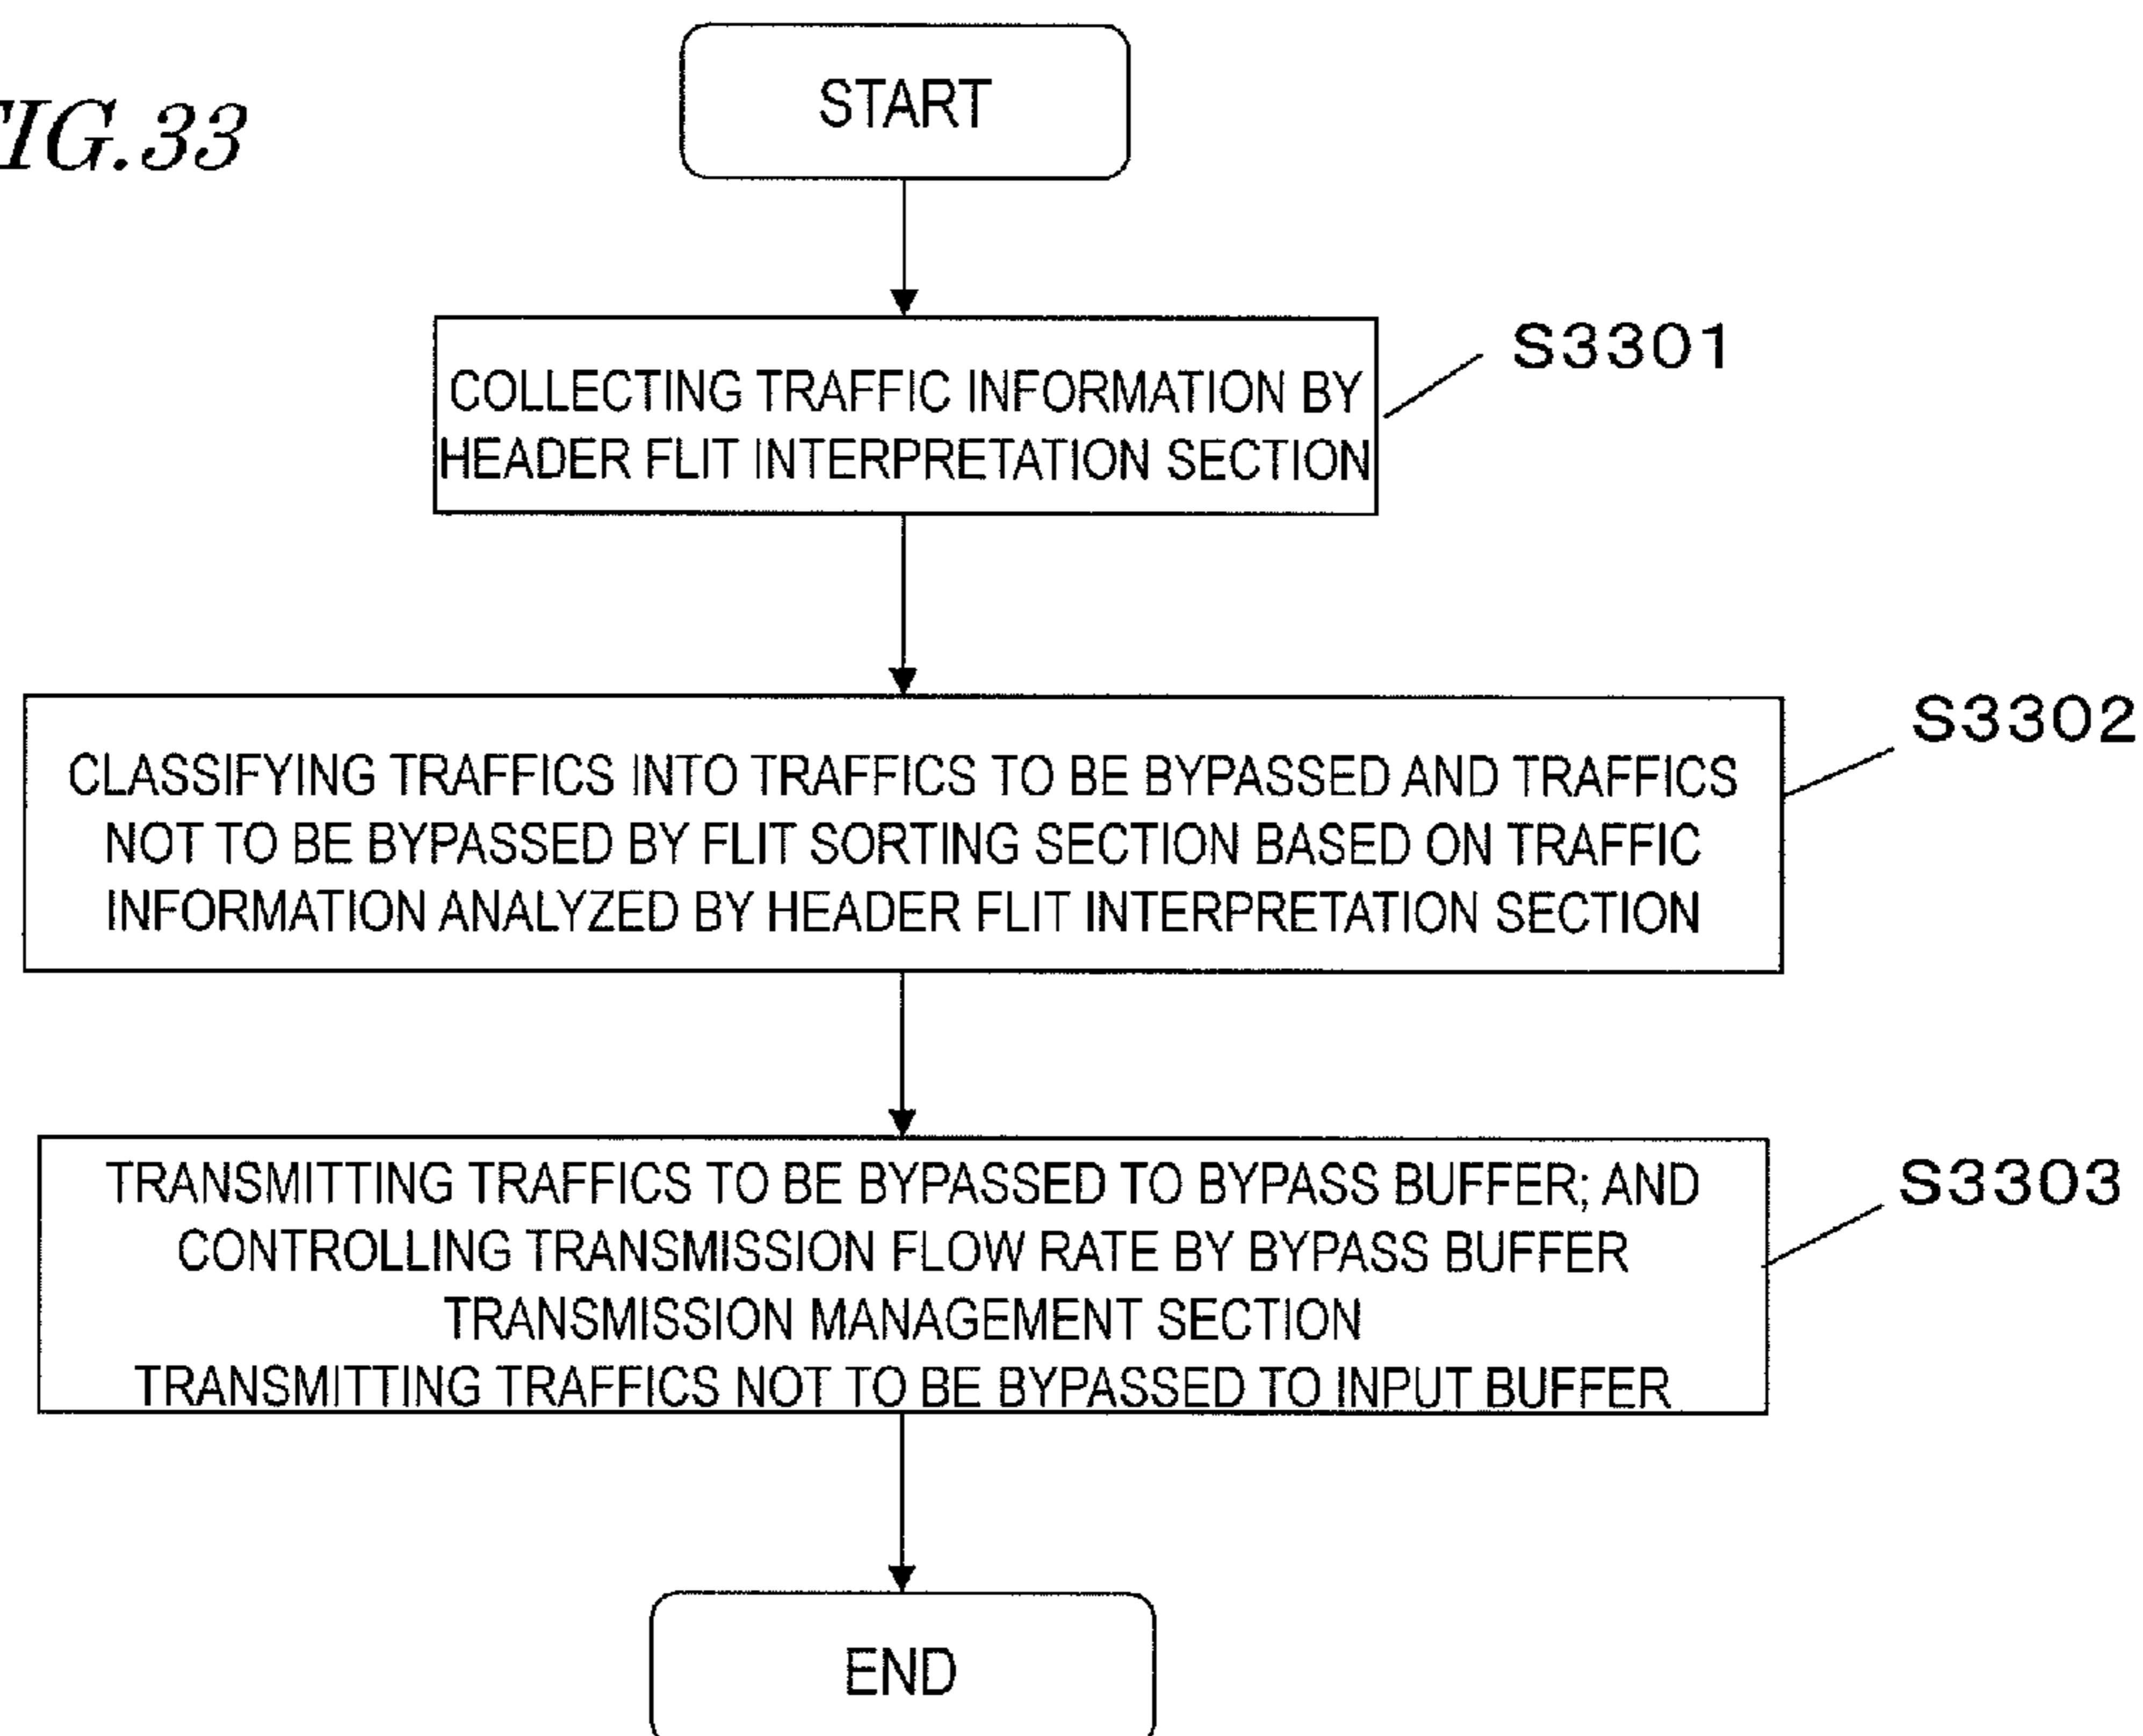 FIG.33
START
COLLECTING TRAFFIC INFORMATION BY
HEADER FLIT INTERPRETATION SECTION
S3301
CLASSIFYING TRAFFICS INTO TRAFFICS TO BE BYPASSED AND TRAFFICS
NOT TO BE BYPASSED BY FLIT SORTING SECTION BASED ON TRAFFIC
INFORMATION ANALYZED BY HEADER FLIT INTERPRETATION SECTION
S3302
TRANSMITTING TRAFFICS TO BE BYPASSED TO BYPASS BUFFER; AND
CONTROLLING TRANSMISSION FLOW RATE BY BYPASS BUFFER
TRANSMISSION MANAGEMENT SECTION
TRANSMITTING TRAFFICS NOT TO BE BYPASSED TO INPUT BUFFER
S3303
END